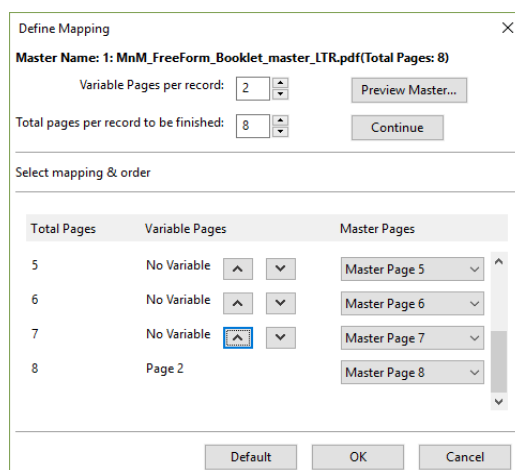 Define Mapping
Master Name: 1: MnM_FreeForm_Booklet_master_LTR.pdf(Total Pages: 8)
Variable Pages per record: 2 Preview Master...
Total pages per record to be finished: 8 Continue
Select mapping & order
Total Pages Variable Pages Master Pages
5 No Variable Master Page 5
6 No Variable Master Page 6
7 No Variable Master Page 7
8 Page 2 Master Page 8
Default OK Cancel